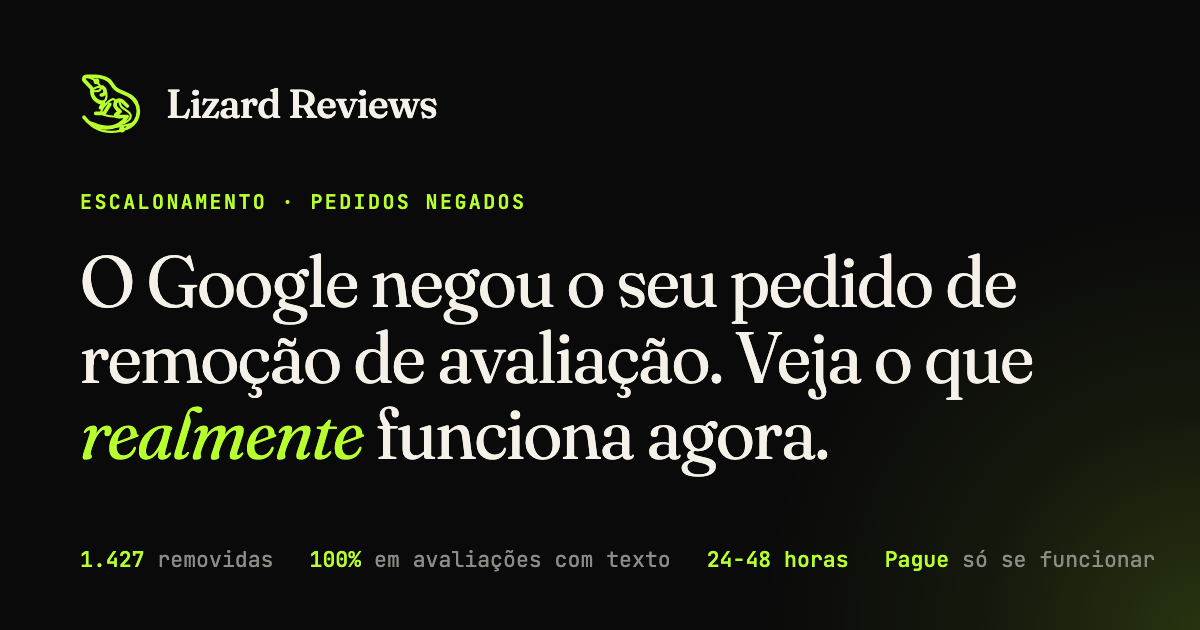 Lizard Reviews
ESCALONAMENTO · PEDIDOS NEGADOS
O Google negou o seu pedido de
remoção de avaliação. Veja o que
realmente funciona agora.
1.427 removidas 100% em avaliações com texto 24-48 horas Pague só se funcionar